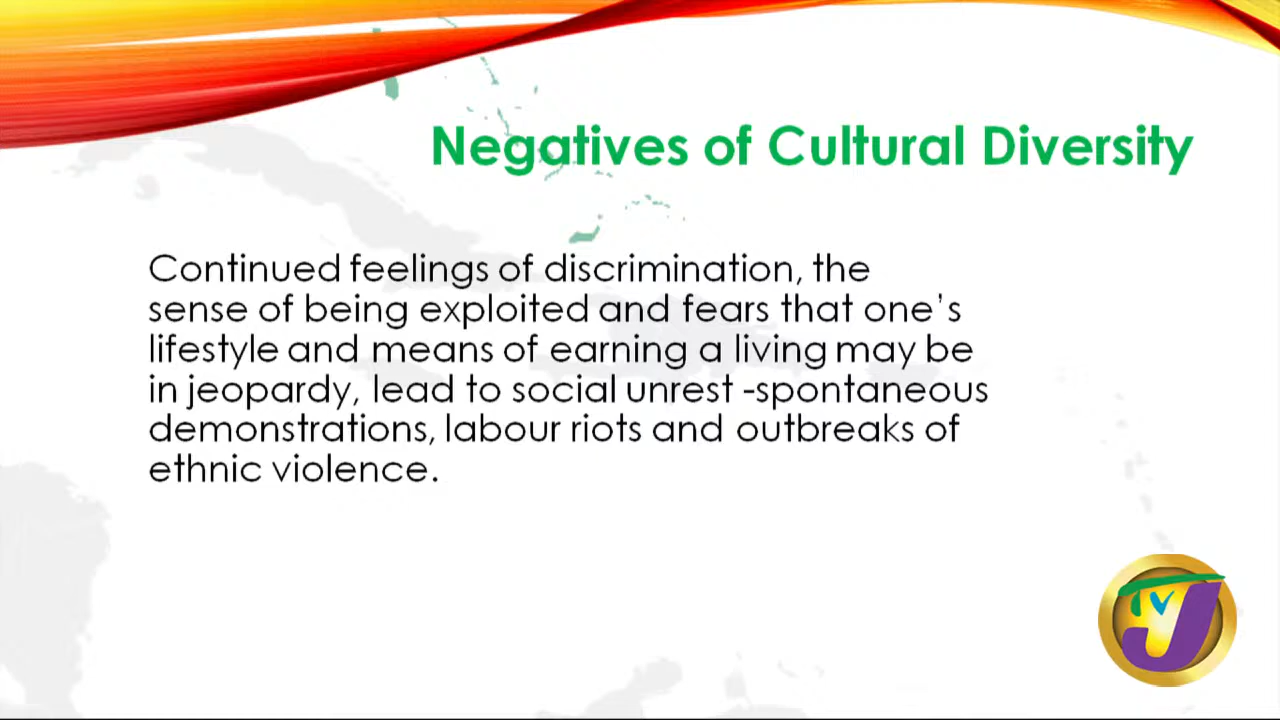 Negatives of Cultural Diversity
Continued feelings of discrimination, the
sense of being exploited and fears that one’s
lifestyle and means of earning a living may be
in jeopardy, lead to social unrest -spontaneous
demonstrations, labour riots and outbreaks of
ethnic violence.
TVJ